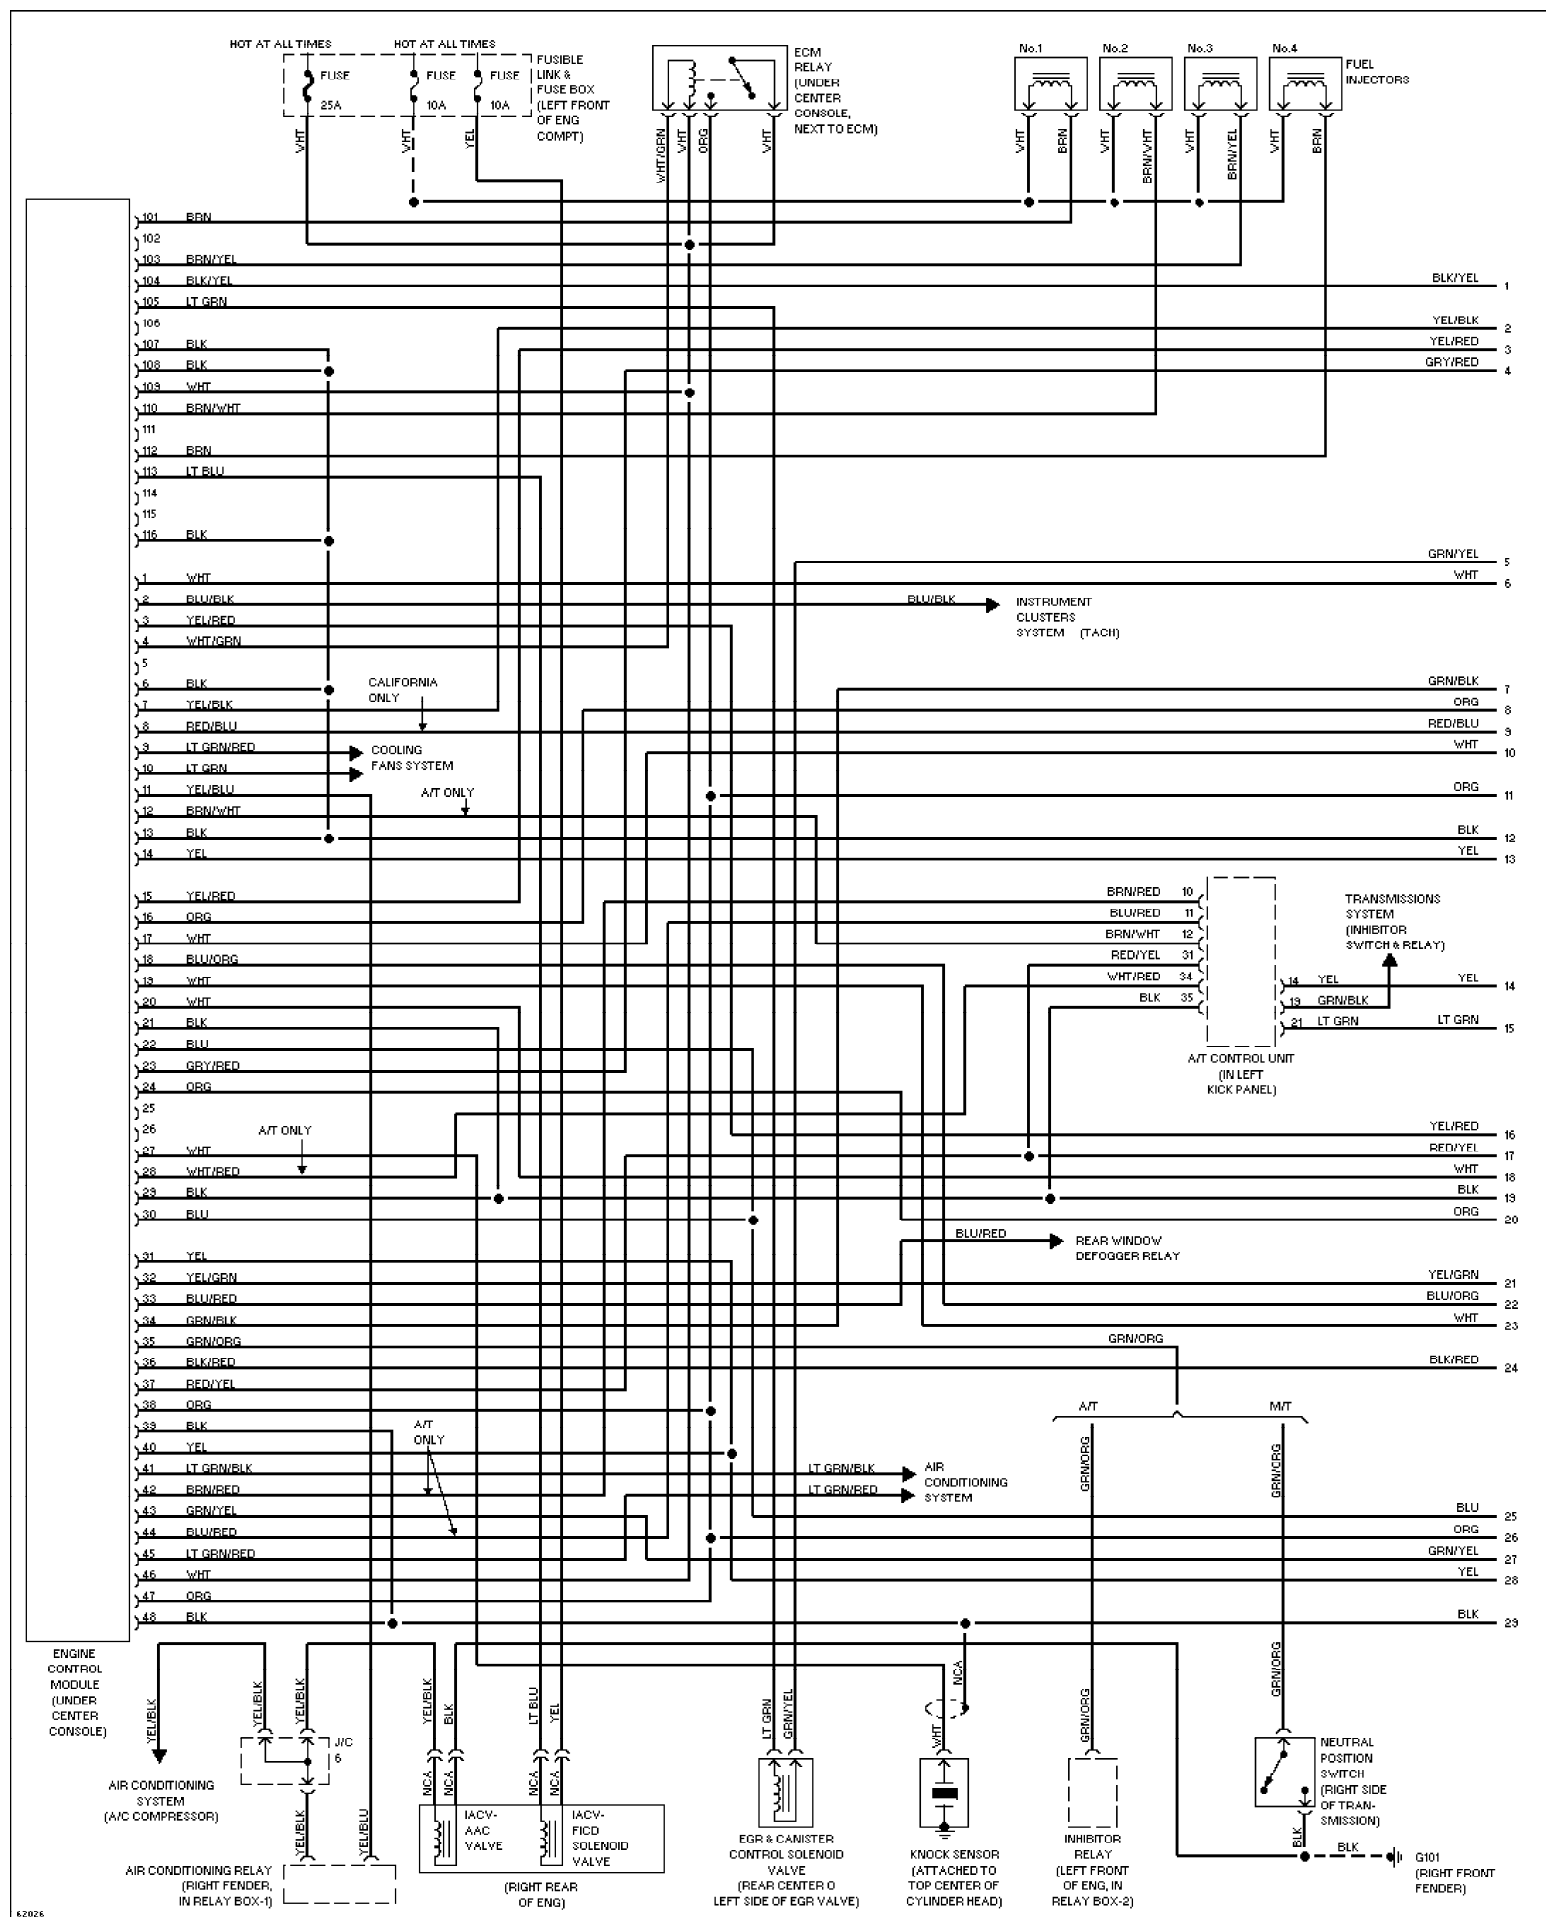 HOT AT ALL TIMES
HOT AT ALL TIMES
FUSE
25A
FUSE
10A
FUSE
10A
FUSIBLE
LINK &
FUSE BOX
(LEFT FRONT
OF ENG
COMPT)
ECM
RELAY
(UNDER
CENTER
CONSOLE,
NEXT TO ECM)
No.1
No.2
No.3
No.4
FUEL
INJECTORS
WHT
WHT
YEL
WHT/GRN
WHT
ORG
WHT
WHT
BRN
WHT
BRN/WHT
WHT
BRN/YEL
WHT
BRN
101 BRN
102
103 BRN/YEL
104 BLK/YEL
105 LT GRN
106
107 BLK
108 BLK
109 WHT
110 BRN/WHT
111
112 BRN
113 LT BLU
114
115
116 BLK
1 WHT
2 BLU/BLK
3 YEL/RED
4 WHT/GRN
5
6 BLK
7 YEL/BLK
8 RED/BLU
9 LT GRN/RED
10 LT GRN
11 YEL/BLU
12 BRN/WHT
13 BLK
14 YEL
15 YEL/RED
16 ORG
17 WHT
18 BLU/ORG
19 WHT
20 WHT
21 BLK
22 BLU
23 GRY/RED
24 ORG
25
26
27 WHT
28 WHT/RED
29 BLK
30 BLU
31 YEL
32 YEL/GRN
33 BLU/RED
34 GRN/BLK
35 GRN/ORG
36 BLK/RED
37 RED/YEL
38 ORG
39 BLK
40 YEL
41 LT GRN/BLK
42 BRN/RED
43 GRN/YEL
44 BLU/RED
45 LT GRN/RED
46 WHT
47 ORG
48 BLK
ENGINE
CONTROL
MODULE
(UNDER
CENTER
CONSOLE)
CALIFORNIA
ONLY
COOLING
FANS SYSTEM
A/T ONLY
A/T ONLY
A/T
ONLY
BLU/BLK
INSTRUMENT
CLUSTERS
SYSTEM (TACH)
BLK/YEL 1
YEL/BLK 2
YEL/RED 3
GRY/RED 4
GRN/YEL 5
WHT 6
GRN/BLK 7
ORG 8
RED/BLU 9
WHT 10
ORG 11
BLK 12
YEL 13
BRN/RED 10
BLU/RED 11
BRN/WHT 12
RED/YEL 31
WHT/RED 34
BLK 35
TRANSMISSIONS
SYSTEM
(INHIBITOR
SWITCH & RELAY)
14 YEL
19 GRN/BLK
21 LT GRN
YEL 14
LT GRN 15
A/T CONTROL UNIT
(IN LEFT
KICK PANEL)
YEL/RED 16
RED/YEL 17
WHT 18
BLK 19
ORG 20
BLU/RED
REAR WINDOW
DEFOGGER RELAY
YEL/GRN 21
BLU/ORG 22
WHT 23
GRN/ORG
BLK/RED 24
A/T
M/T
GRN/ORG
GRN/ORG
LT GRN/BLK
LT GRN/RED
AIR
CONDITIONING
SYSTEM
BLU 25
ORG 26
GRN/YEL 27
YEL 28
BLK 29
YEL/BLK
YEL/BLK
YEL/BLK
J/C
6
AIR CONDITIONING
SYSTEM
(A/C COMPRESSOR)
YEL/BLK
YEL/BLU
AIR CONDITIONING RELAY
(RIGHT FENDER,
IN RELAY BOX-1)
YEL/BLK
BLK
LT BLU
YEL
NCA
NCA
NCA
NCA
IACV-
AAC
VALVE
IACV-
FICD
SOLENOID
VALVE
(RIGHT REAR
OF ENG)
LT GRN
GRN/YEL
EGR & CANISTER
CONTROL SOLENOID
VALVE
(REAR CENTER O
LEFT SIDE OF EGR VALVE)
NCA
WHT
KNOCK SENSOR
(ATTACHED TO
TOP CENTER OF
CYLINDER HEAD)
GRN/ORG
INHIBITOR
RELAY
(LEFT FRONT
OF ENG, IN
RELAY BOX-2)
GRN/ORG
NEUTRAL
POSITION
SWITCH
(RIGHT SIDE
OF TRAN-
SMISSION)
BLK
BLK
G101
(RIGHT FRONT
FENDER)
62026